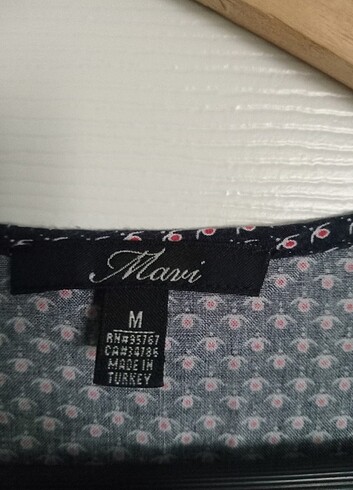 Mavi
M
RN#95767
CA#34786
MADE IN
TURKEY